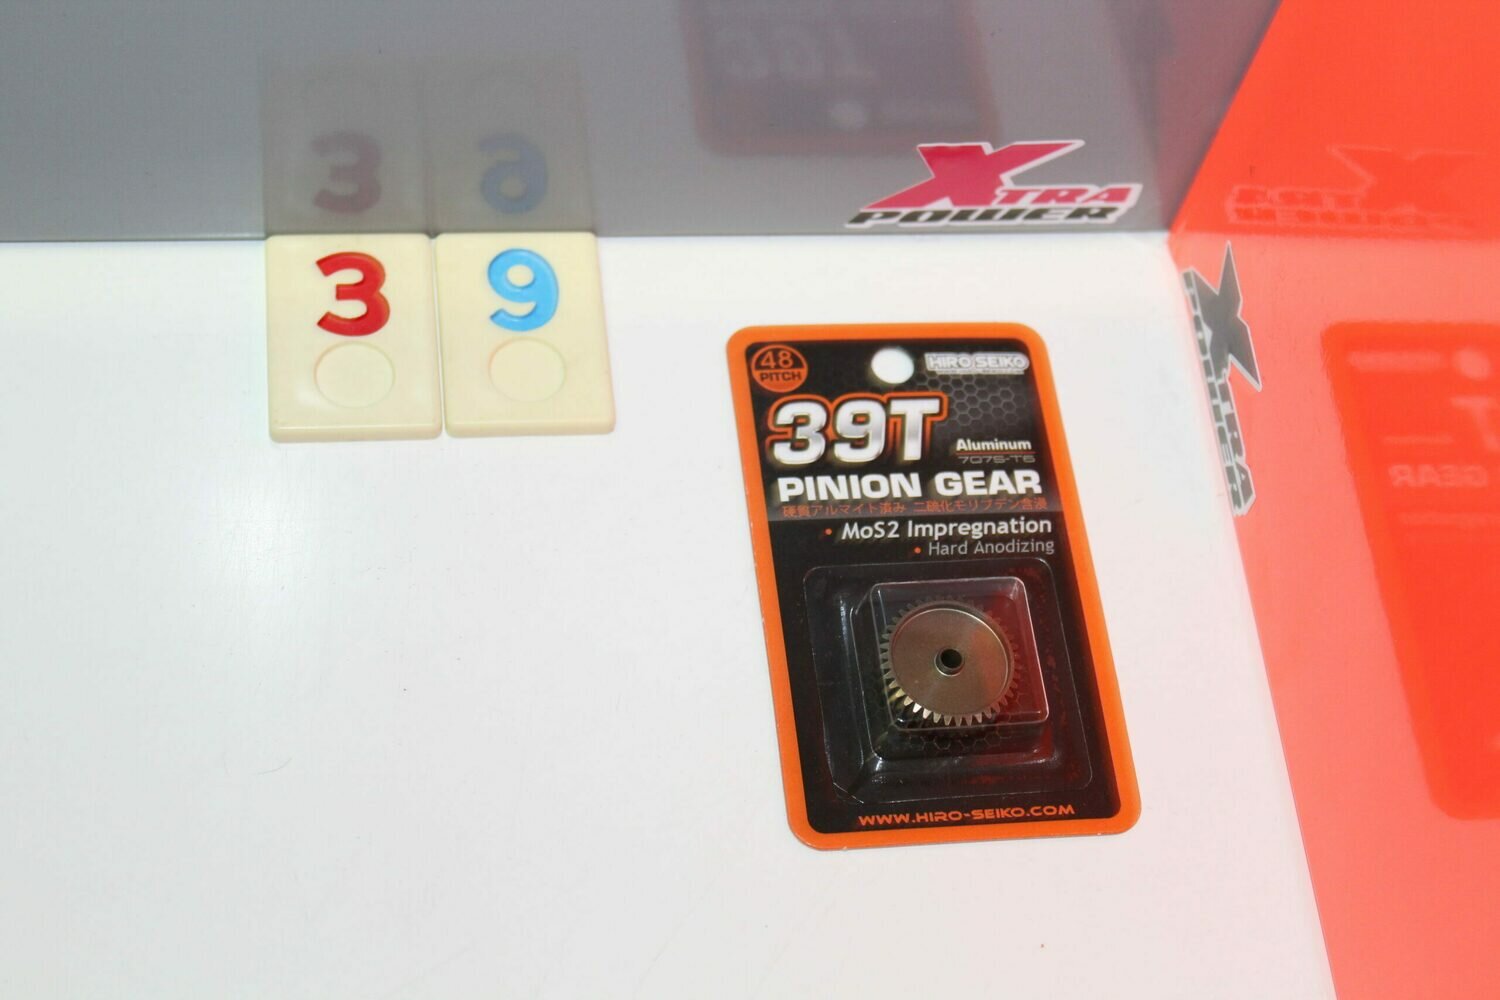 XTRA
POWER
3 9
48
PITCH
HIRO SEIKO
39T
Aluminum
7075-T6
PINION GEAR
硬質アルマイト済み 二硫化モリブデン含浸
• MoS2 Impregnation
• Hard Anodizing
WWW.HIRO-SEIKO.COM
XTRA
POWER